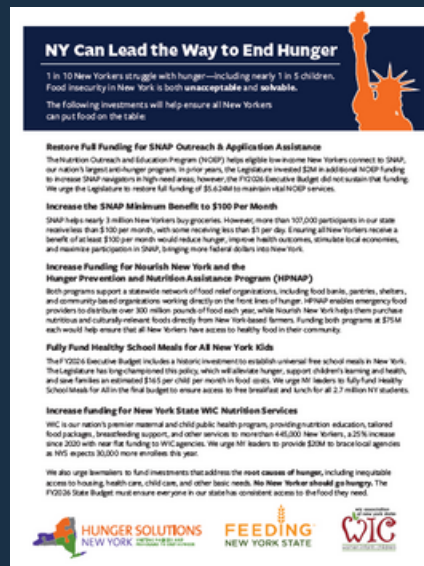 NY Can Lead the Way to End Hunger
1 in 10 New Yorkers struggle with hunger—including nearly 1 in 5 children.
Food insecurity in New York is both unacceptable and solvable.
The following investments will help ensure all New Yorkers
can put food on the table:
Restore Full Funding for SNAP Outreach & Application Assistance
The Nutrition Outreach and Education Program (NOEP) helps eligible low-income New Yorkers connect to SNAP,
our nation's largest anti-hunger program. In prior years, the Legislature invested $2M in additional NOEP funding
to increase SNAP navigators in high-need areas; however, the FY2026 Executive Budget did not sustain that funding.
We urge the Legislature to restore full funding of $5.624M to maintain vital NOEP services.
Increase the SNAP Minimum Benefit to $100 Per Month
SNAP helps nearly 3 million New Yorkers buy groceries. However, more than 107,000 participants in our state
receive less than $100 per month, with some receiving less than $1 per day. Ensuring all New Yorkers receive a
benefit of at least $100 per month would reduce hunger, improve health outcomes, stimulate local economies,
and maximize participation in SNAP, bringing more federal dollars into New York.
Increase Funding for Nourish New York and the
Hunger Prevention and Nutrition Assistance Program (HPNAP)
Both programs support a statewide network of food relief organizations, including food banks, pantries, shelters,
and community-based organizations working directly on the front lines of hunger. HPNAP enables emergency food
providers to distribute over 300 million pounds of food each year, while Nourish New York helps them purchase
nutritious and culturally-relevant foods directly from New York-based farmers. Funding both programs at $75M
each would help ensure that all New Yorkers have access to healthy food in their community.
Fully Fund Healthy School Meals for All New York Kids
The FY2026 Executive Budget includes a historic investment to establish universal free school meals in New York.
The Legislature has long championed this policy, which will alleviate hunger, support children's learning and health,
and save families an estimated $165 per child per month in food costs. We urge NY leaders to fully fund Healthy
School Meals for All in the final budget to ensure access to free breakfast and lunch for all 2.7 million NY students.
Increase funding for New York State WIC Nutrition Services
WIC is our nation's premier maternal and child public health program, providing nutrition education, tailored
food packages, breastfeeding support, and other services to more than 445,000 New Yorkers, a 25% increase
since 2020 with near flat funding to WIC agencies. We urge NY leaders to provide $20M to brace local agencies
as NYS expects 30,000 more enrollees this year.
We also urge lawmakers to fund investments that address the root causes of hunger, including inequitable
access to housing, health care, child care, and other basic needs. No New Yorker should go hungry. The
FY2026 State Budget must ensure everyone in our state has consistent access to the food they need.
HUNGER SOLUTIONS
NEW YORK
FEEDING
NEW YORK STATE
WIC